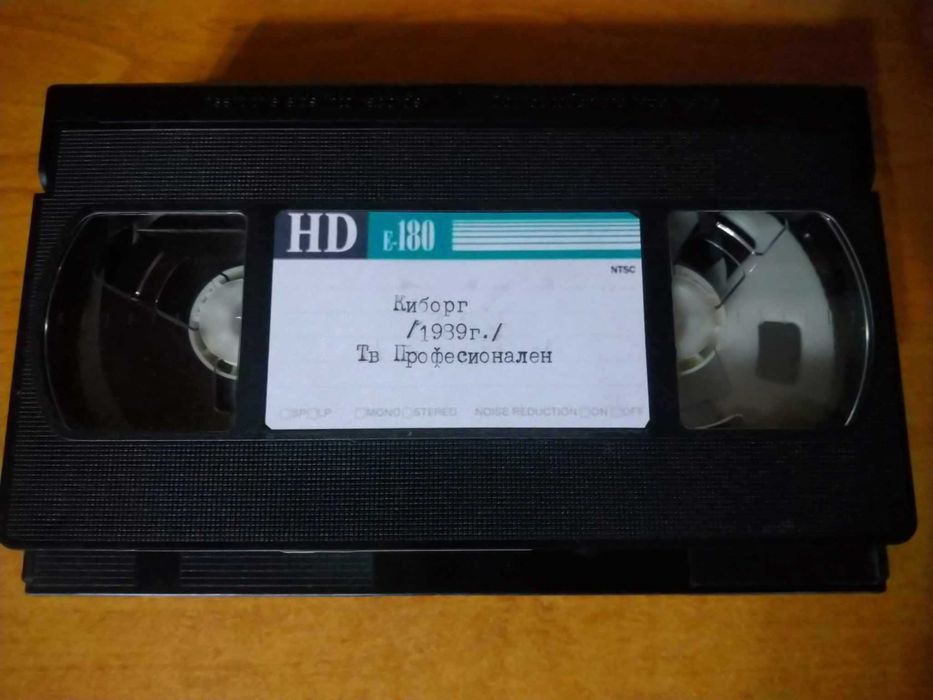 HD E-180
NTSC
Киборг
/1989г./
Тв Професионален
SP LP MONO STEREO NOISE REDUCTION ON OFF